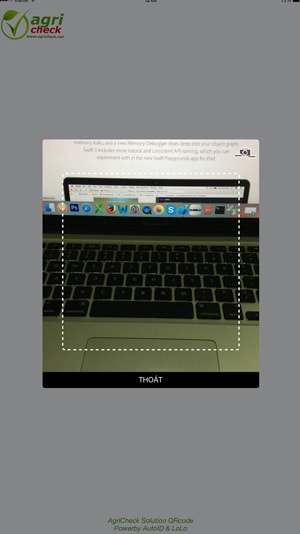 agri
check
www.agricheck.net
memory leaks, and a new Memory Debugger dives deep into your object graph.
Swift 3 includes more natural and consistent API naming, which you can
experiment with in the new Swift Playgrounds app for iPad.
THOÁT
AgriCheck Solution QRcode
Powerby AutoID & LoLo